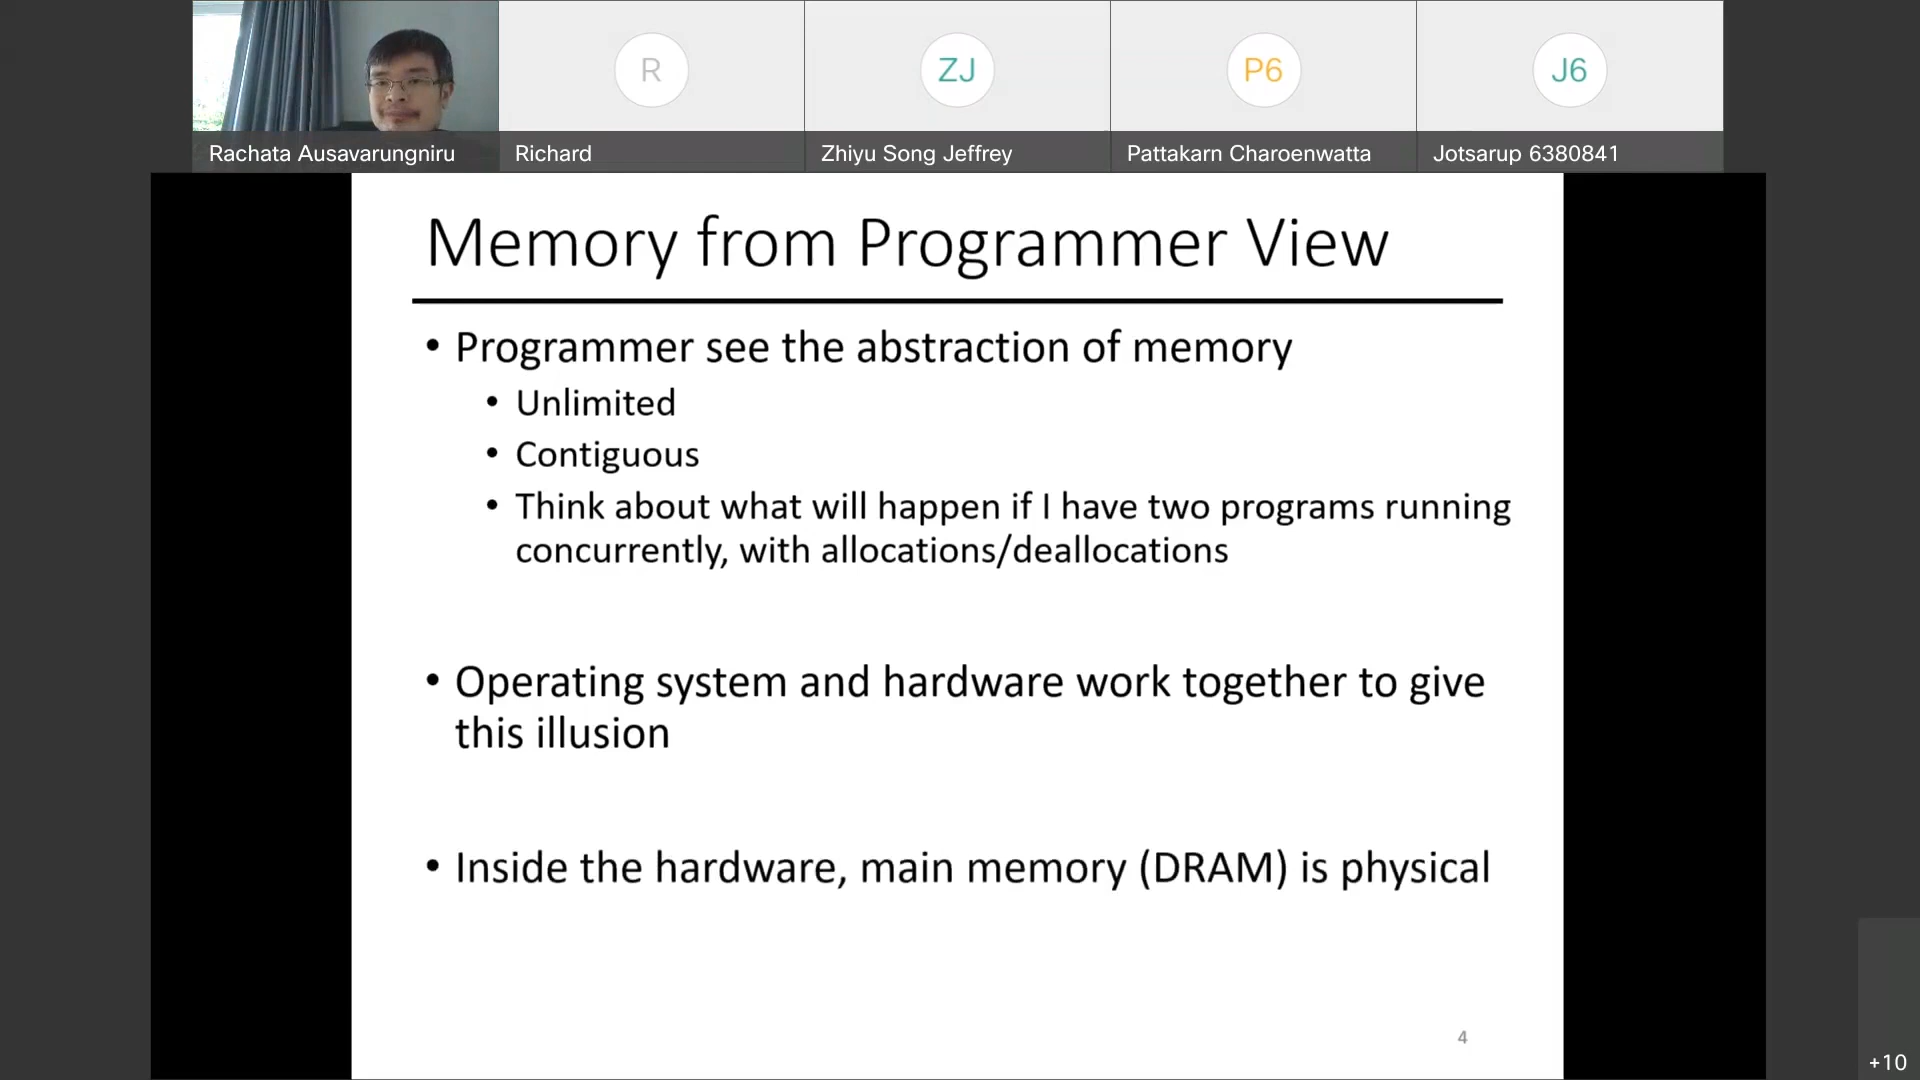 R
ZJ
P6
J6
Rachata Ausavarungniru
Richard
Zhiyu Song Jeffrey
Pattakarn Charoenwatta
Jotsarup 6380841
Memory from Programmer View
• Programmer see the abstraction of memory
• Unlimited
• Contiguous
• Think about what will happen if I have two programs running
concurrently, with allocations/deallocations
• Operating system and hardware work together to give
this illusion
• Inside the hardware, main memory (DRAM) is physical
4
+10